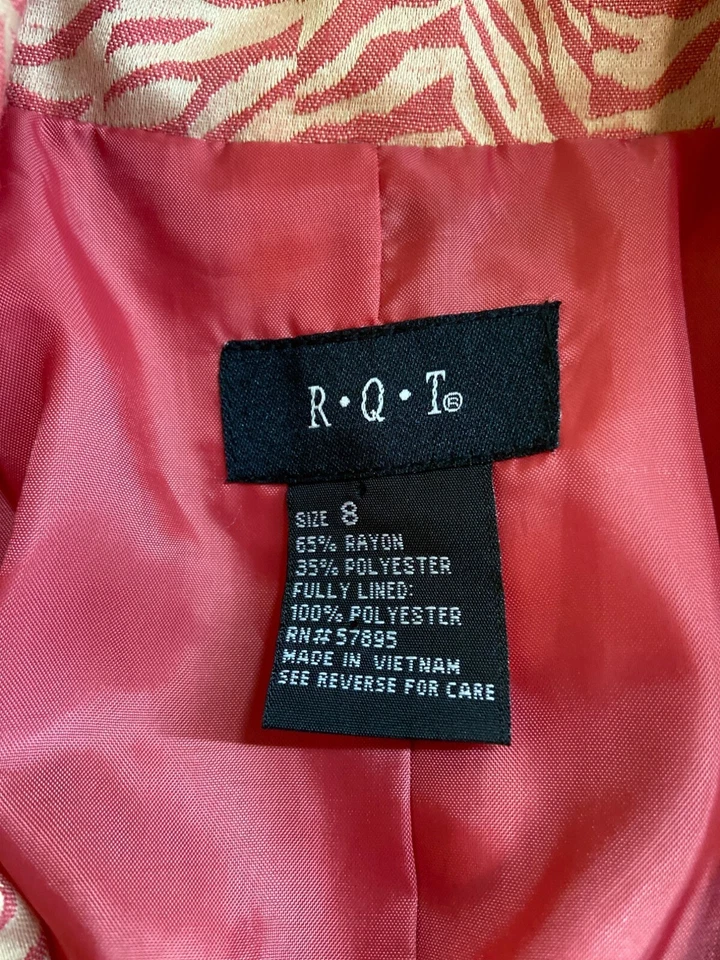 R•Q•T®
SIZE 8
65% RAYON
35% POLYESTER
FULLY LINED:
100% POLYESTER
RN#57895
MADE IN VIETNAM
SEE REVERSE FOR CARE